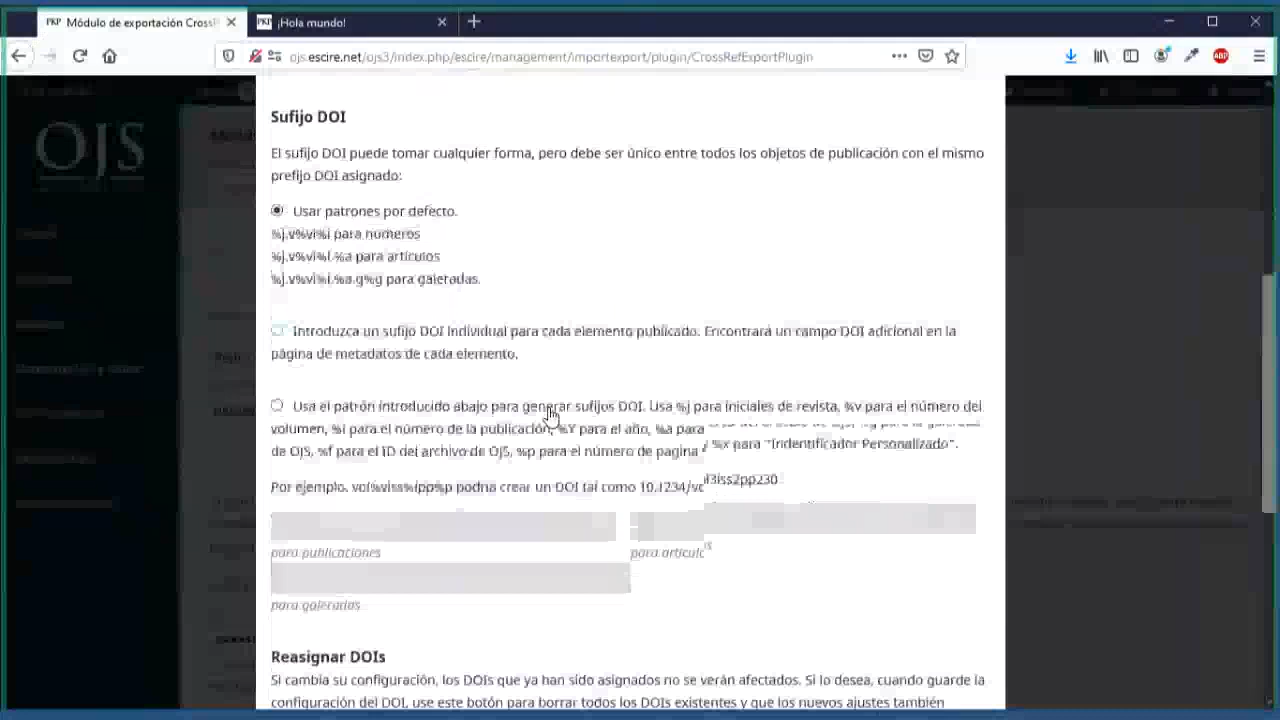 Módulo de exportación CrossR
¡Hola mundo!
ojs.escire.net/ojs3/index.php/escire/management/importexport/plugin/CrossRefExportPlugin
ABP
OJS
Sufijo DOI
El sufijo DOI puede tomar cualquier forma, pero debe ser único entre todos los objetos de publicación con el mismo
prefijo DOI asignado:
Usar patrones por defecto.
%j.v%vi%i para números
%j.v%vi%i.%a para artículos
%j.v%vi%i.%a.g%g para galeradas.
Introduzca un sufijo DOI individual para cada elemento publicado. Encontrará un campo DOI adicional en la
página de metadatos de cada elemento.
Usa el patrón introducido abajo para generar sufijos DOI. Usa %j para iniciales de revista, %v para el número del
volumen, %i para el número de la publicación, %Y para el año, %a para
de OJS, %f para el ID del archivo de OJS, %p para el número de pagina %x para "Indentificador Personalizado".
Por ejemplo, vol%viss%ipp%p podría crear un DOI tal como 10.1234/vo l3iss2pp230
para publicaciones
para artículo s
para galeradas
Reasignar DOIs
Si cambia su configuración, los DOIs que ya han sido asignados no se verán afectados. Si lo desea, cuando guarde la
configuración del DOI, use este botón para borrar todos los DOIs existentes y que los nuevos ajustes también